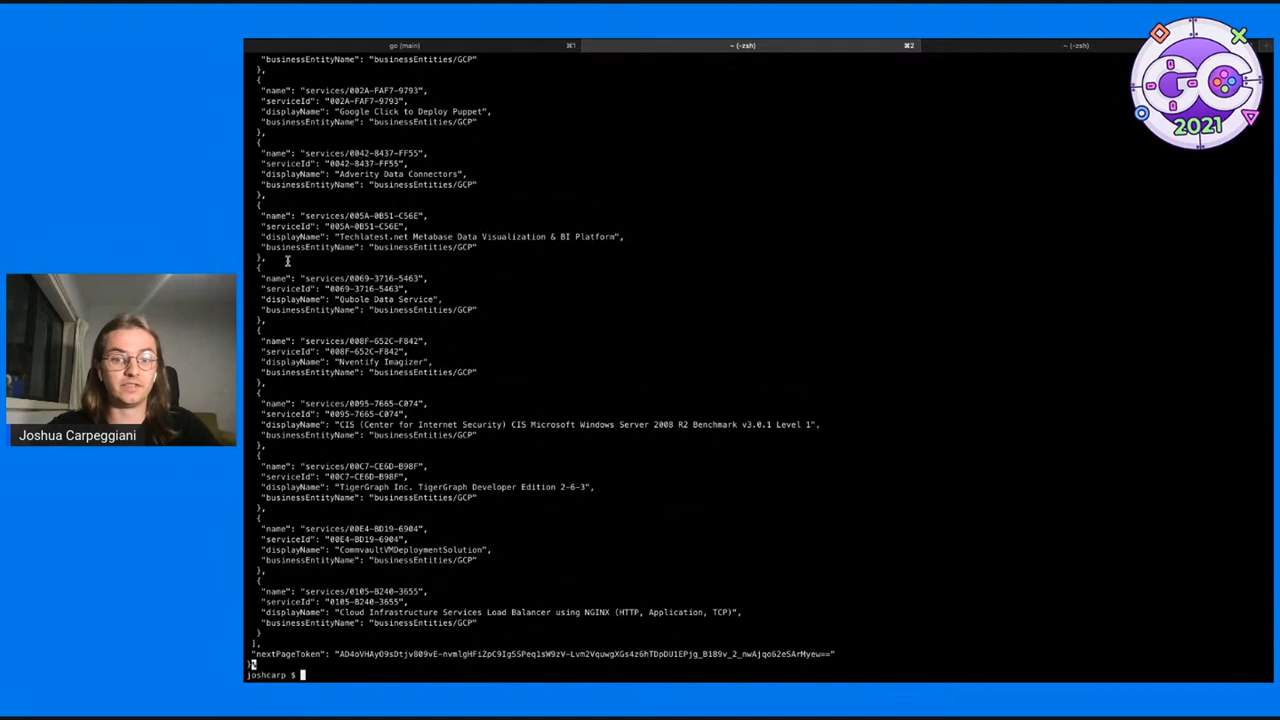 go (main)
⌘1
~ (-zsh)
⌘2
~ (-zsh)
"businessEntityName": "businessEntities/GCP"
},
{
"name": "services/002A-FAF7-9793",
"serviceId": "002A-FAF7-9793",
"displayName": "Google Click to Deploy Puppet",
"businessEntityName": "businessEntities/GCP"
},
{
"name": "services/0042-8437-FF55",
"serviceId": "0042-8437-FF55",
"displayName": "Adverity Data Connectors",
"businessEntityName": "businessEntities/GCP"
},
{
"name": "services/005A-0B51-C56E",
"serviceId": "005A-0B51-C56E",
"displayName": "Techlatest.net Metabase Data Visualization & BI Platform",
"businessEntityName": "businessEntities/GCP"
},
{
"name": "services/0069-3716-5463",
"serviceId": "0069-3716-5463",
"displayName": "Qubole Data Service",
"businessEntityName": "businessEntities/GCP"
},
{
"name": "services/008F-652C-F842",
"serviceId": "008F-652C-F842",
"displayName": "Nventify Imagizer",
"businessEntityName": "businessEntities/GCP"
},
{
"name": "services/0095-7665-C074",
"serviceId": "0095-7665-C074",
"displayName": "CIS (Center for Internet Security) CIS Microsoft Windows Server 2008 R2 Benchmark v3.0.1 Level 1",
"businessEntityName": "businessEntities/GCP"
},
{
"name": "services/00C7-CE6D-B98F",
"serviceId": "00C7-CE6D-B98F",
"displayName": "TigerGraph Inc. TigerGraph Developer Edition 2-6-3",
"businessEntityName": "businessEntities/GCP"
},
{
"name": "services/00E4-BD19-6904",
"serviceId": "00E4-BD19-6904",
"displayName": "CommvaultVMDeploymentSolution",
"businessEntityName": "businessEntities/GCP"
},
{
"name": "services/0105-B240-3655",
"serviceId": "0105-B240-3655",
"displayName": "Cloud Infrastructure Services Load Balancer using NGINX (HTTP, Application, TCP)",
"businessEntityName": "businessEntities/GCP"
}
],
"nextPageToken":
}%
joshcarp $
Joshua Carpeggiani
GC
2021